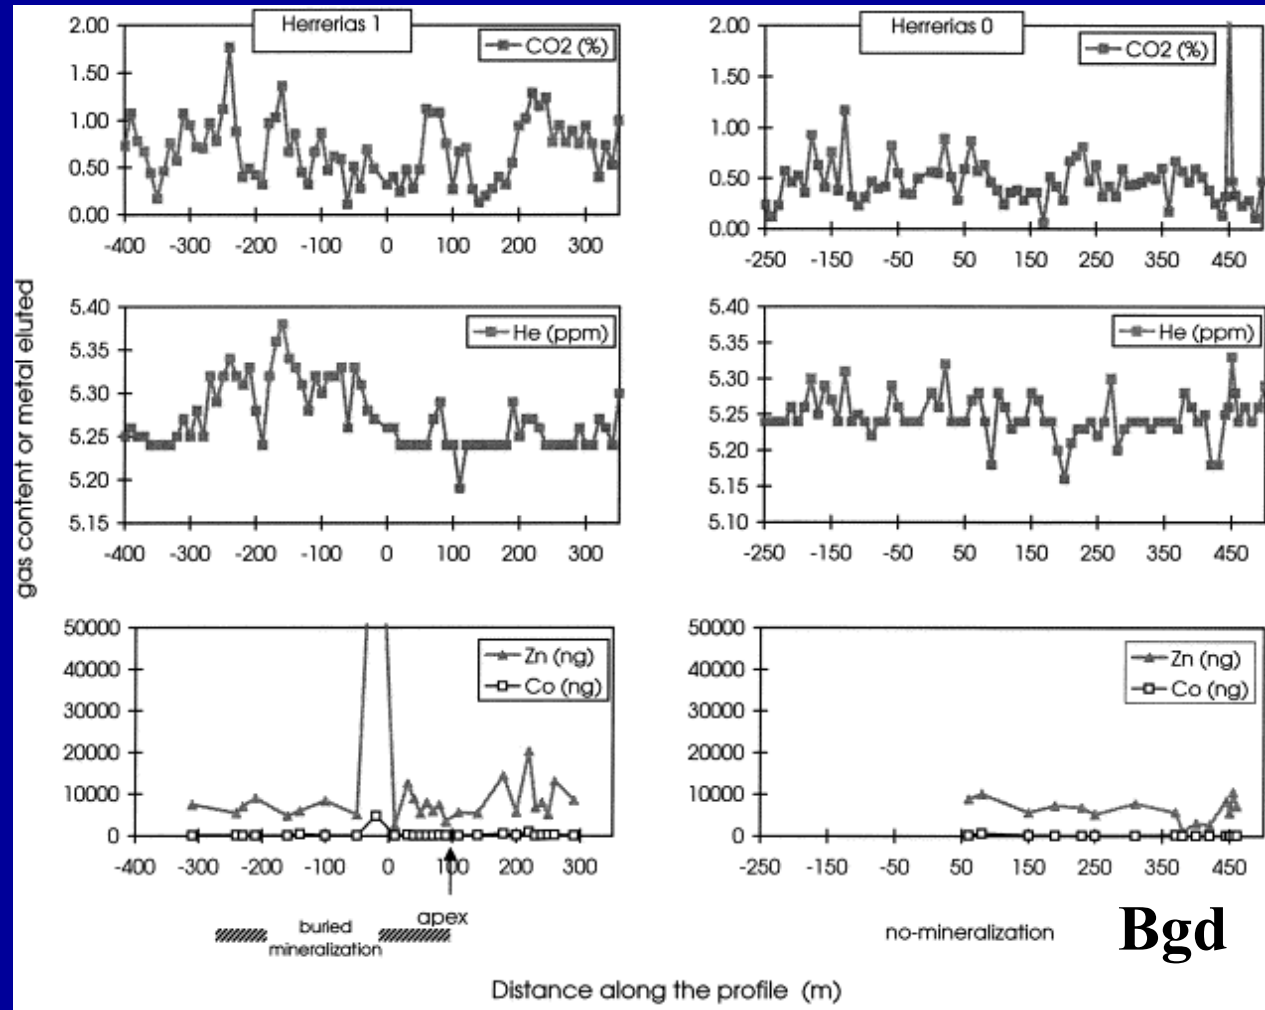 Herrerias 1
CO2 (%)
2.00
1.50
1.00
0.50
0.00
-400 -300 -200 -100 0 100 200 300
Herrerias 0
CO2 (%)
2.00
1.50
1.00
0.50
0.00
-250 -150 -50 50 150 250 350 450
gas content or metal eluted
He (ppm)
5.40
5.35
5.30
5.25
5.20
5.15
-400 -300 -200 -100 0 100 200 300
He (ppm)
5.40
5.35
5.30
5.25
5.20
5.15
5.10
-250 -150 -50 50 150 250 350 450
Zn (ng)
Co (ng)
50000
40000
30000
20000
10000
0
-400 -300 -200 -100 0 100 200 300
apex
buried
mineralization
Zn (ng)
Co (ng)
50000
40000
30000
20000
10000
0
-250 -150 -50 50 150 250 350 450
no-mineralization
Bgd
Distance along the profile (m)